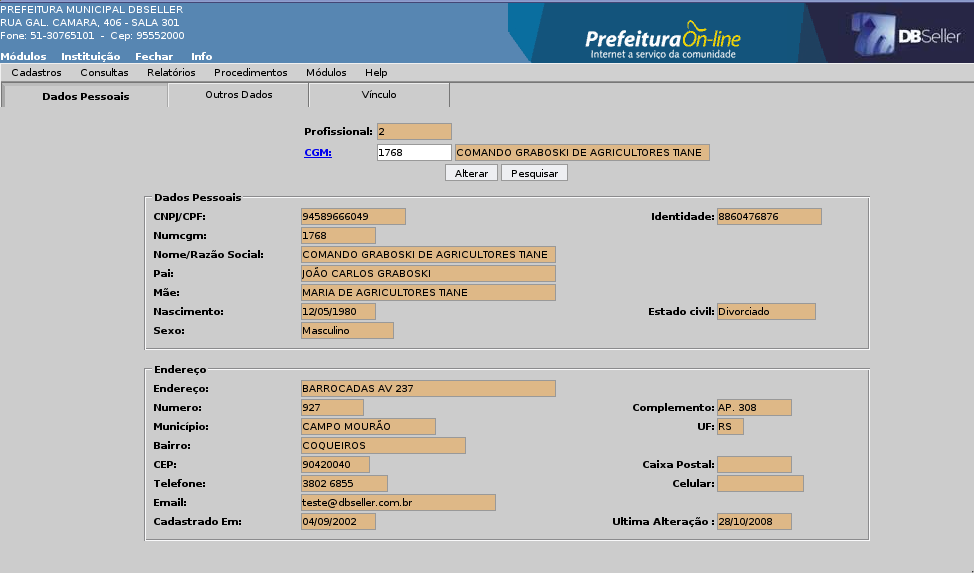 PREFEITURA MUNICIPAL DBSELLER
RUA GAL. CAMARA, 406 - SALA 301
Fone: 51-30765101 - Cep: 95552000
PrefeituraOn-line
Internet a serviço da comunidade
DBSeller
Módulos Instituição Fechar Info
Cadastros Consultas Relatórios Procedimentos Módulos Help
Dados Pessoais Outros Dados Vínculo
Profissional: 2
CGM: 1768 COMANDO GRABOSKI DE AGRICULTORES TIANE
Alterar Pesquisar
Dados Pessoais
CNPJ/CPF: 94589666049 Identidade: 8860476876
Numcgm: 1768
Nome/Razão Social: COMANDO GRABOSKI DE AGRICULTORES TIANE
Pai: JOÃO CARLOS GRABOSKI
Mãe: MARIA DE AGRICULTORES TIANE
Nascimento: 12/05/1980 Estado civil: Divorciado
Sexo: Masculino
Endereço
Endereço: BARROCADAS AV 237
Numero: 927 Complemento: AP. 308
Município: CAMPO MOURÃO UF: RS
Bairro: COQUEIROS
CEP: 90420040 Caixa Postal:
Telefone: 3802 6855 Celular:
Email: teste@dbseller.com.br
Cadastrado Em: 04/09/2002 Ultima Alteração : 28/10/2008